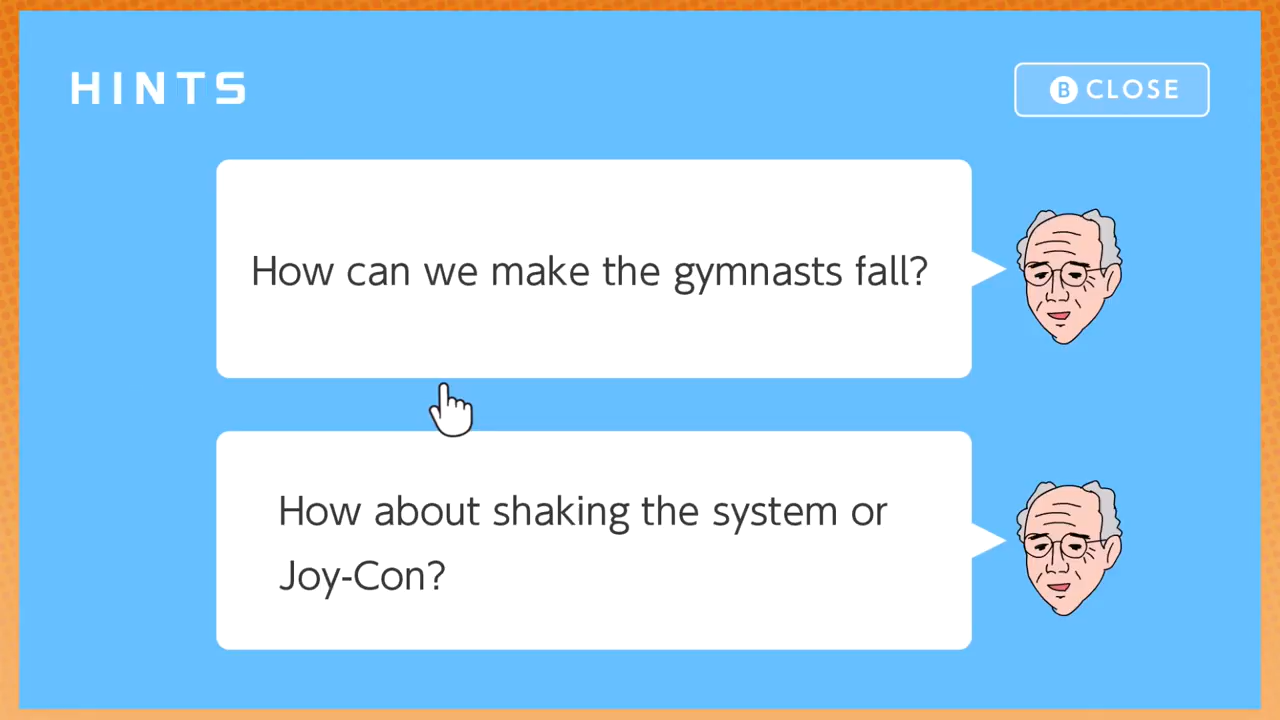 HINTS
B CLOSE
How can we make the gymnasts fall?
How about shaking the system or
Joy-Con?